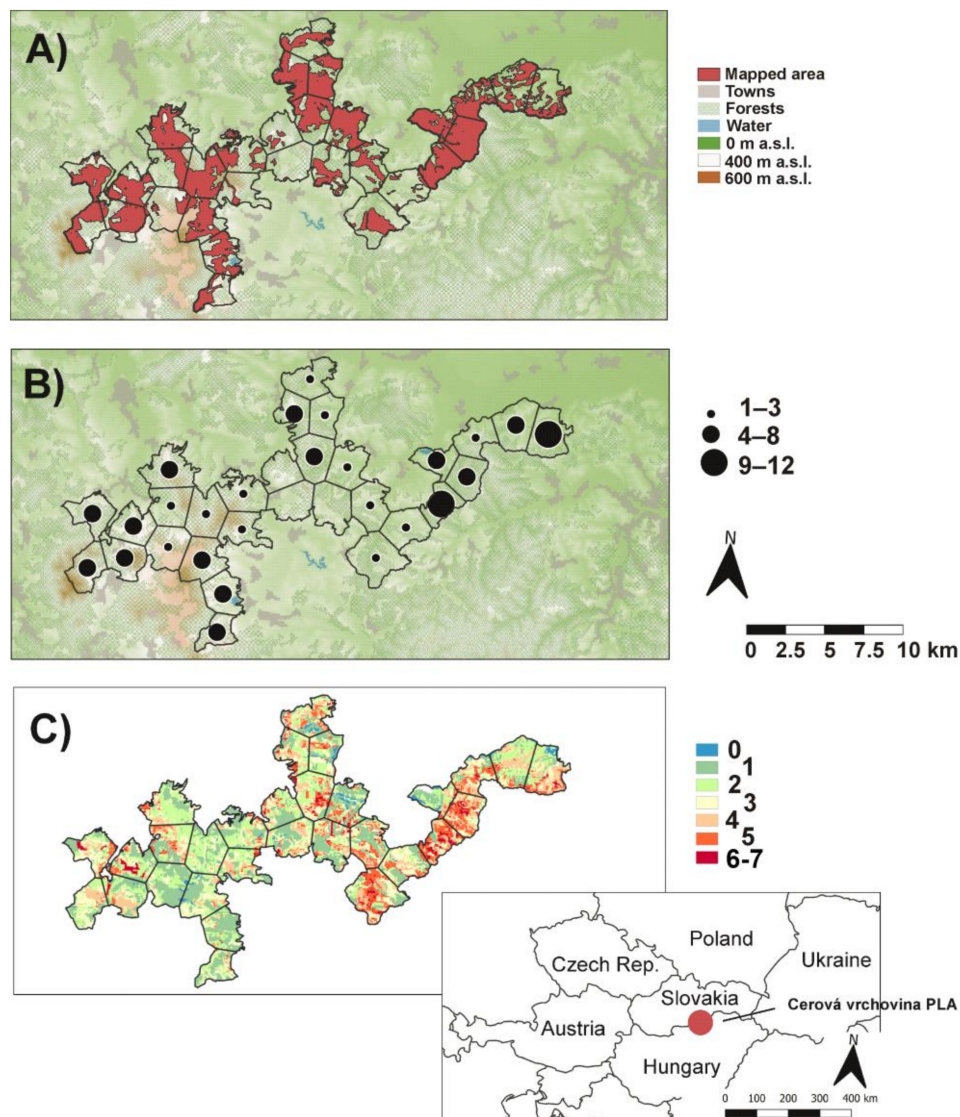 A)
Mapped area
Towns
Forests
Water
0 m a.s.l.
400 m a.s.l.
600 m a.s.l.
B)
1–3
4–8
9–12
N
0 2.5 5 7.5 10 km
C)
0
1
2
3
4
5
6-7
Poland
Czech Rep.
Ukraine
Slovakia
Cerová vrchovina PLA
Austria
Hungary
N
0 100 200 300 400 km